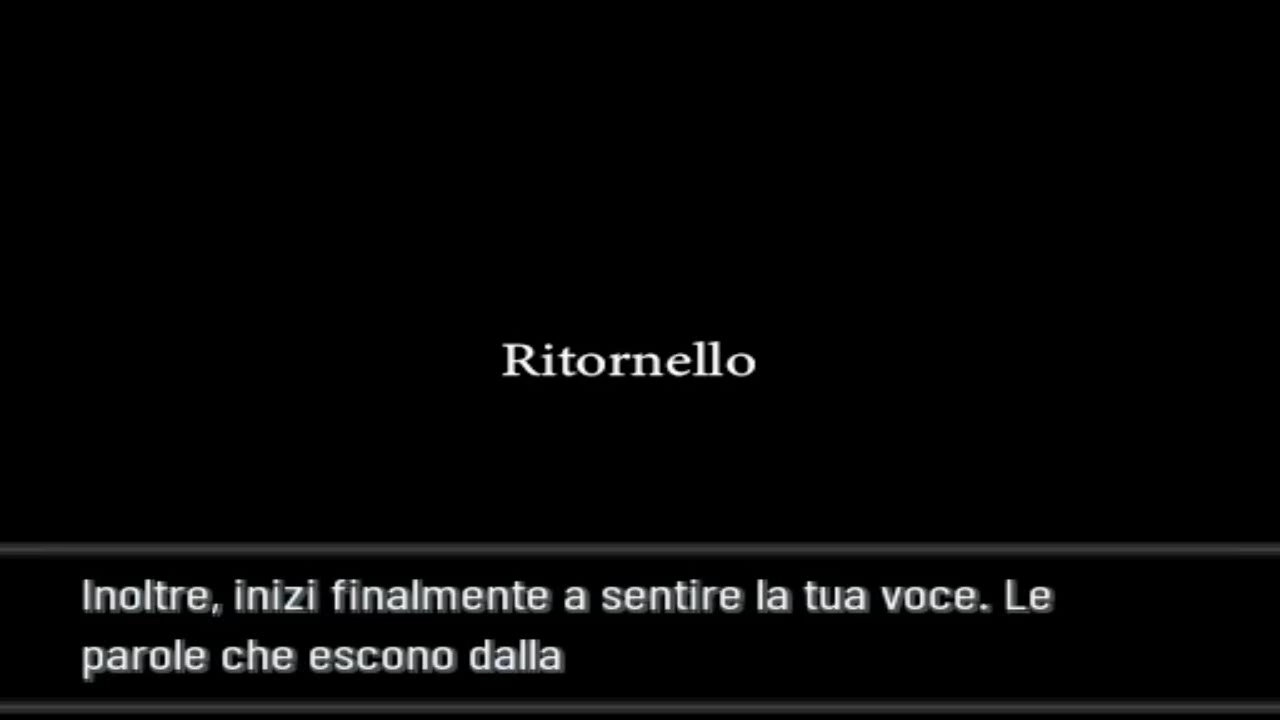 Ritornello
Inoltre, inizi finalmente a sentire la tua voce. Le
parole che escono dalla